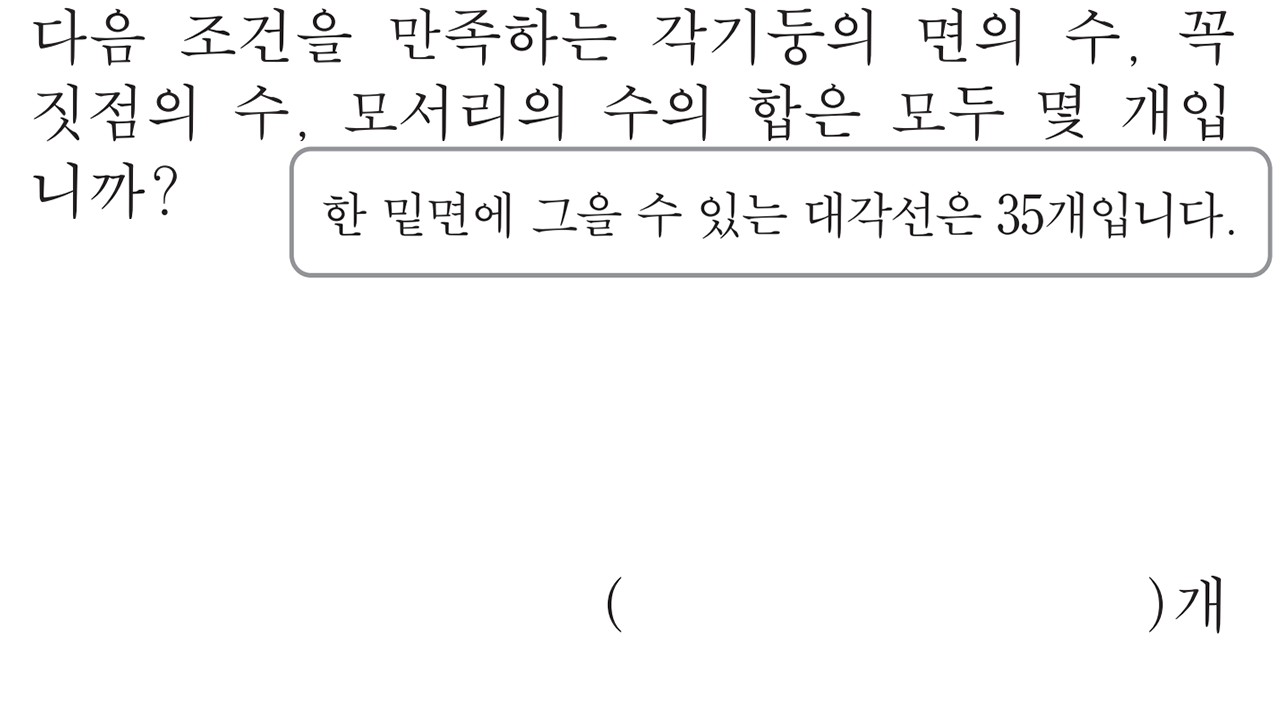 다음 조건을 만족하는 각기둥의 면의 수, 꼭
짓점의 수, 모서리의 수의 합은 모두 몇 개입
니까?
한 밑면에 그을 수 있는 대각선은 35개입니다.
( )개